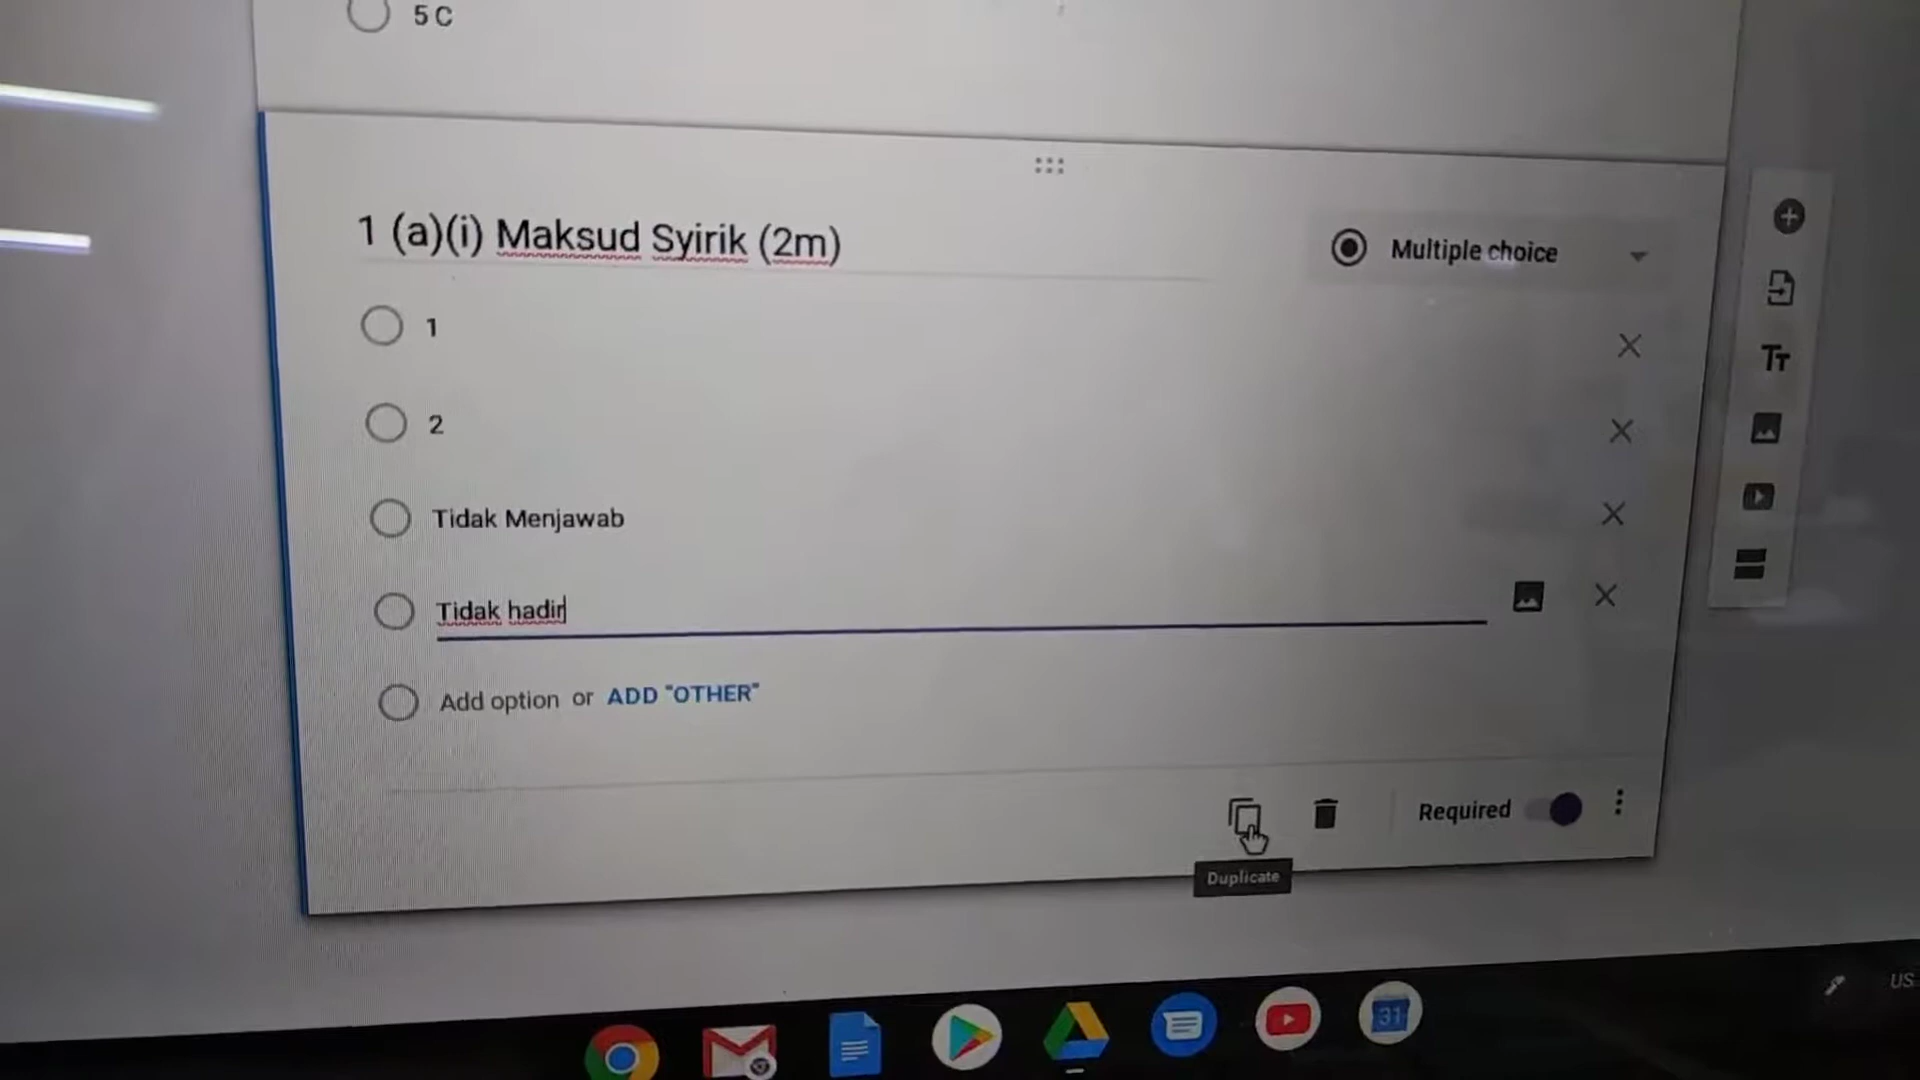 5 C
1 (a)(i) Maksud Syirik (2m)
Multiple choice
1
2
Tidak Menjawab
Tidak hadir
Add option or ADD "OTHER"
Required
Duplicate
31
US